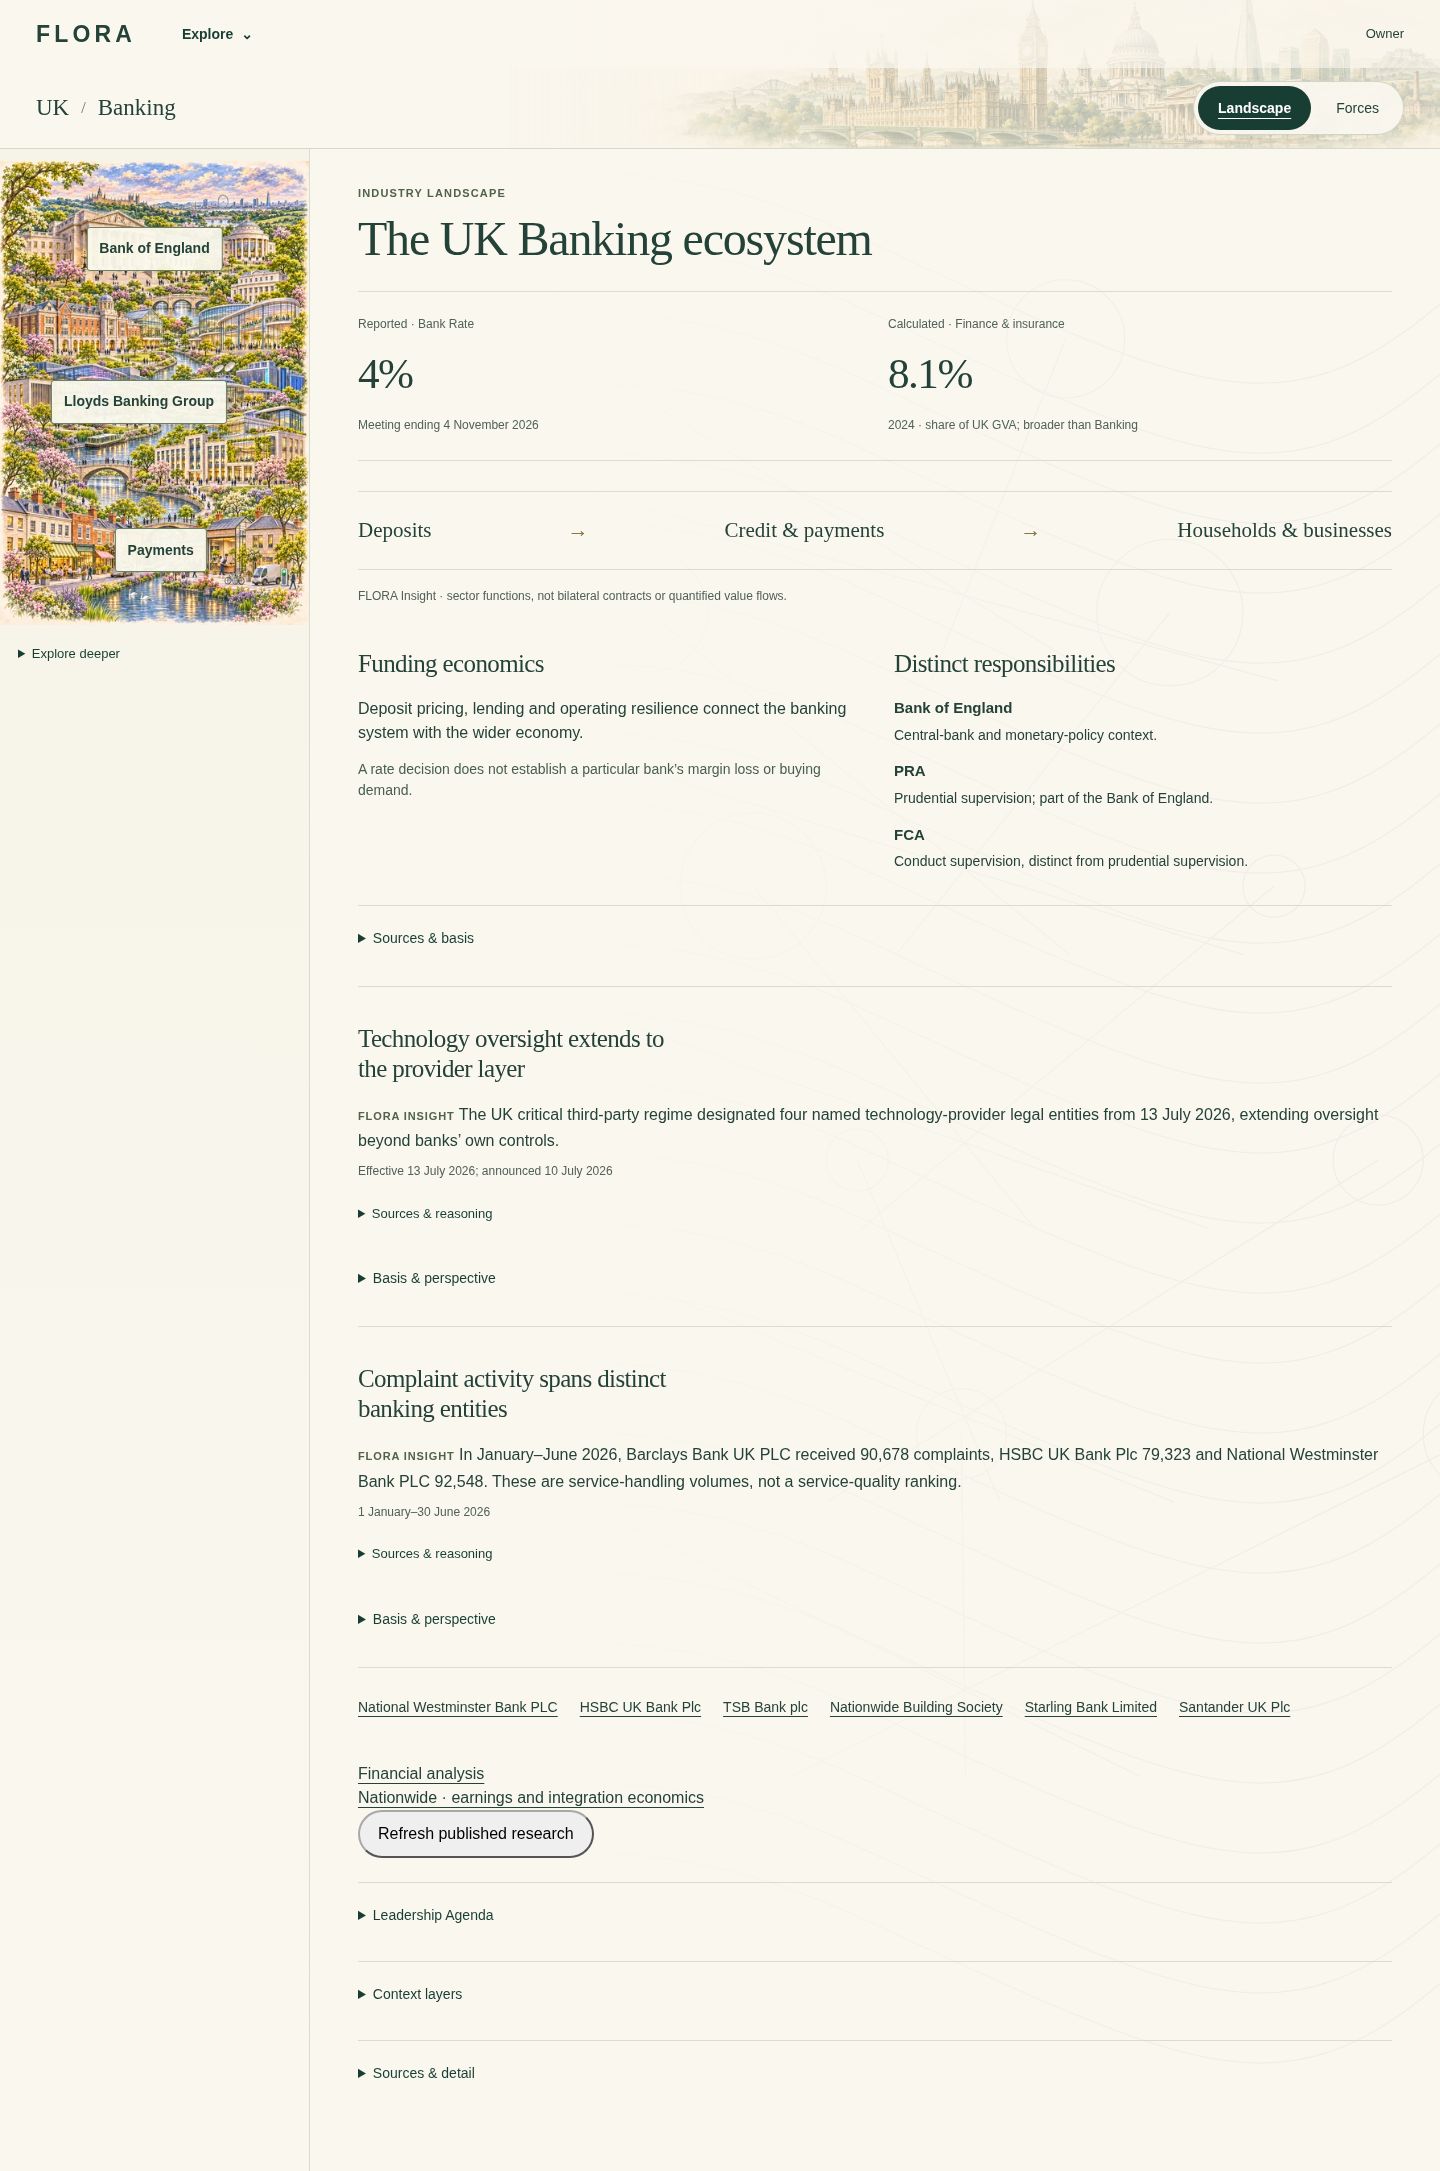 FLORA
Explore
Owner
UK / Banking
Landscape
Forces
Bank of England
Lloyds Banking Group
Payments
Explore deeper
INDUSTRY LANDSCAPE
The UK Banking ecosystem
Reported · Bank Rate
4%
Meeting ending 4 November 2026
Calculated · Finance & insurance
8.1%
2024 · share of UK GVA; broader than Banking
Deposits → Credit & payments → Households & businesses
FLORA Insight · sector functions, not bilateral contracts or quantified value flows.
Funding economics
Deposit pricing, lending and operating resilience connect the banking
system with the wider economy.
A rate decision does not establish a particular bank’s margin loss or buying
demand.
Distinct responsibilities
Bank of England
Central-bank and monetary-policy context.
PRA
Prudential supervision; part of the Bank of England.
FCA
Conduct supervision, distinct from prudential supervision.
Sources & basis
Technology oversight extends to
the provider layer
FLORA INSIGHT The UK critical third-party regime designated four named technology-provider legal entities from 13 July 2026, extending oversight
beyond banks’ own controls.
Effective 13 July 2026; announced 10 July 2026
Sources & reasoning
Basis & perspective
Complaint activity spans distinct
banking entities
FLORA INSIGHT In January–June 2026, Barclays Bank UK PLC received 90,678 complaints, HSBC UK Bank Plc 79,323 and National Westminster
Bank PLC 92,548. These are service-handling volumes, not a service-quality ranking.
1 January–30 June 2026
Sources & reasoning
Basis & perspective
National Westminster Bank PLC HSBC UK Bank Plc TSB Bank plc Nationwide Building Society Starling Bank Limited Santander UK Plc
Financial analysis
Nationwide · earnings and integration economics
Refresh published research
Leadership Agenda
Context layers
Sources & detail